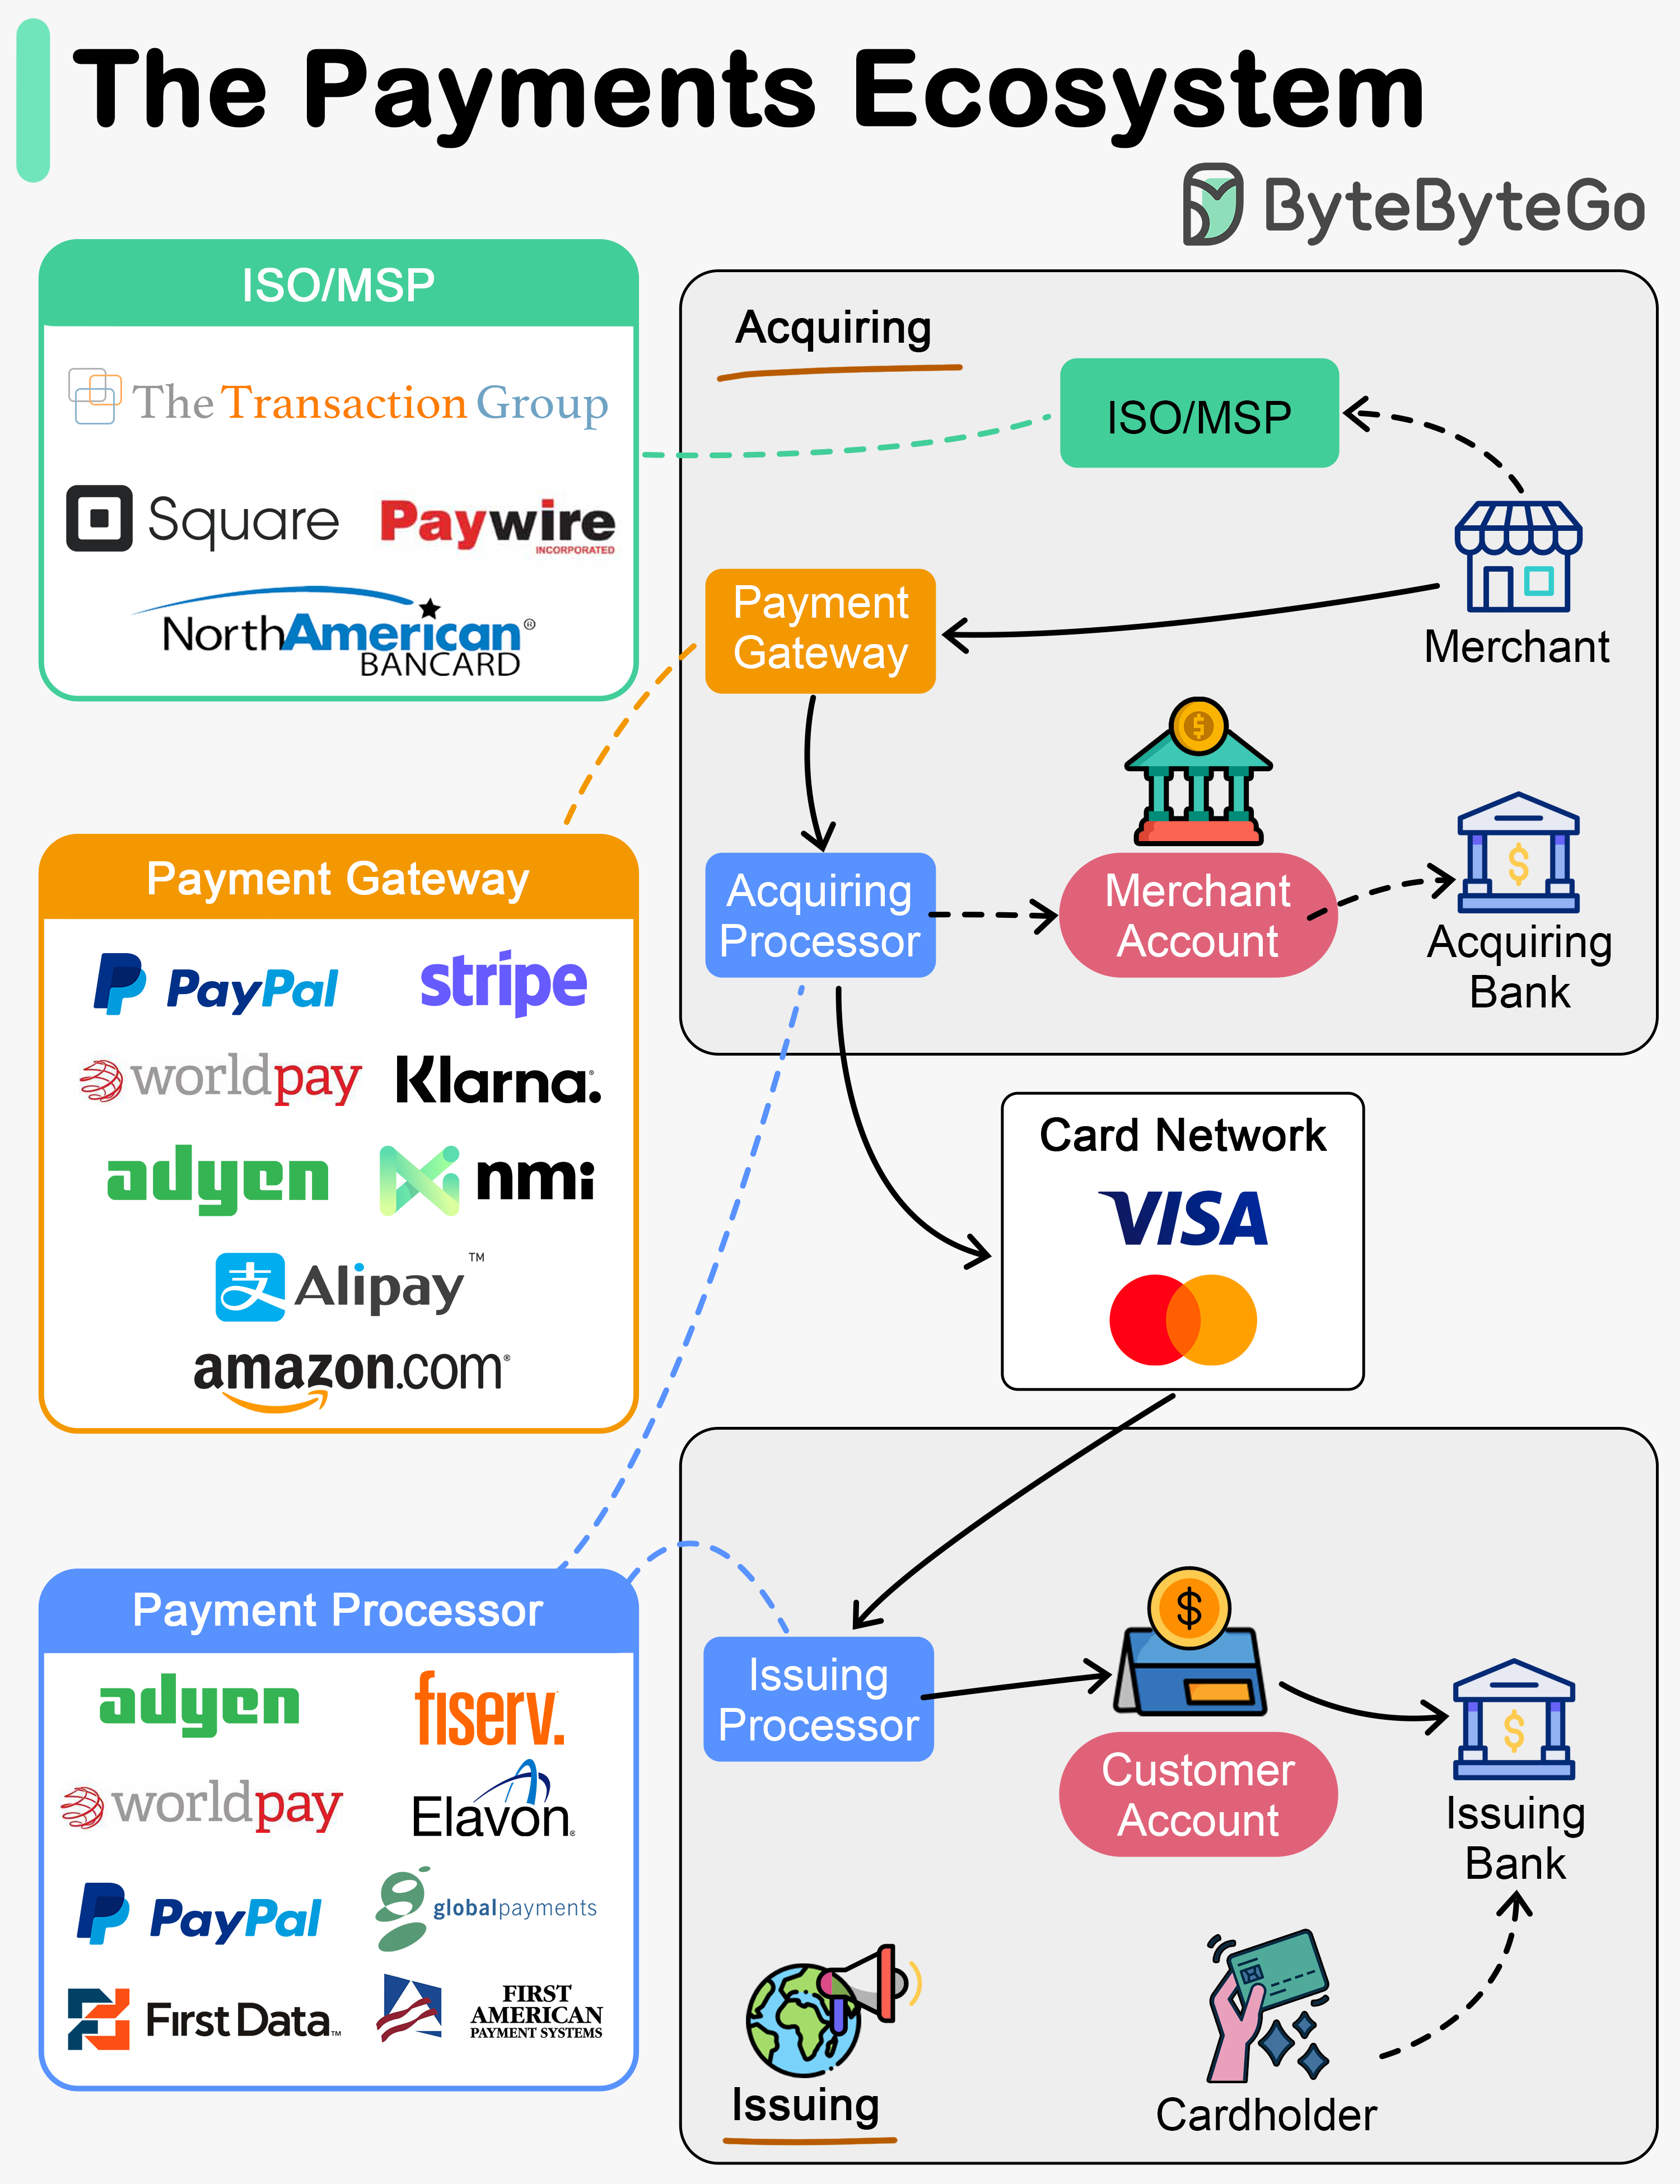 The Payments Ecosystem
ByteByteGo
ISO/MSP
The Transaction Group
Square
Paywire
INCORPORATED
NorthAmerican®
BANCARD
Acquiring
ISO/MSP
Merchant
Payment
Gateway
Acquiring
Processor
Merchant
Account
Acquiring
Bank
Payment Gateway
PayPal
stripe
worldpay
Klarna.®
adyen
nmi
支 Alipay™
amazon.com®
Card Network
VISA
Payment Processor
adyen
fiserv.
worldpay
Elavon®
PayPal
globalpayments
First Data™
FIRST
AMERICAN
PAYMENT SYSTEMS
Issuing
Processor
Customer
Account
Issuing
Bank
Issuing
Cardholder